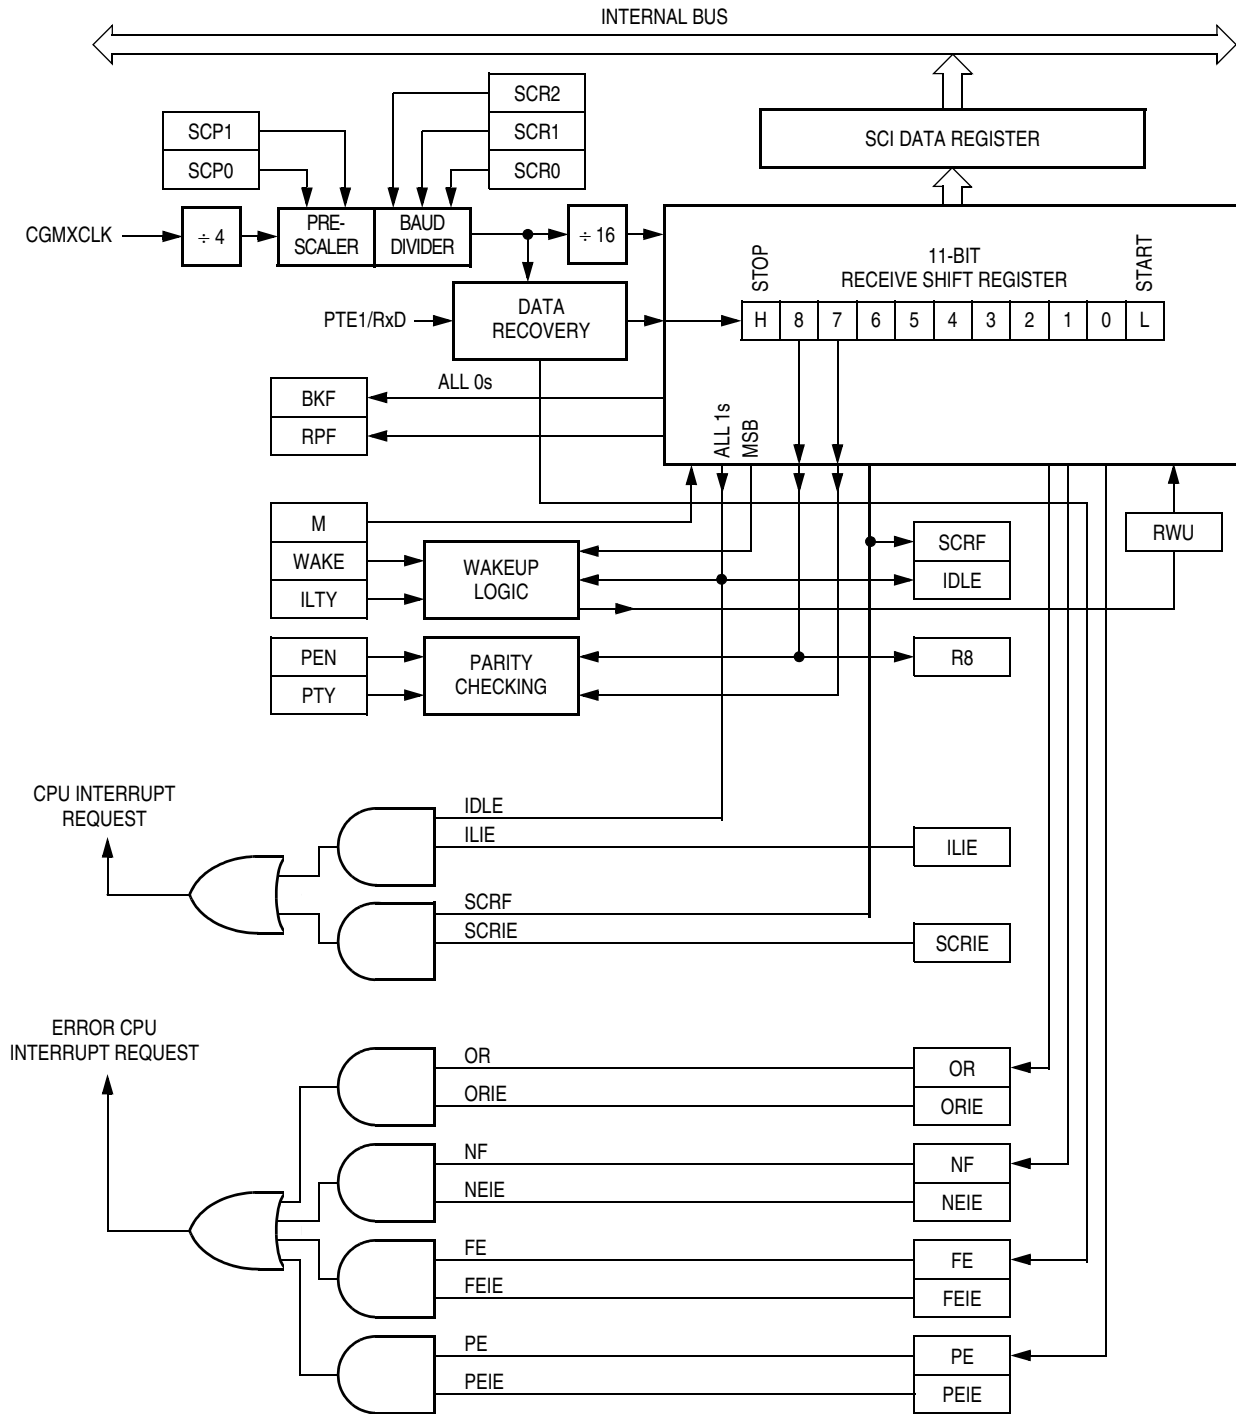 INTERNAL BUS
SCR2
SCP1
SCR1
SCI DATA REGISTER
SCP0
SCR0
CGMXCLK
÷ 4
PRE-
SCALER
BAUD
DIVIDER
÷ 16
STOP
11-BIT
RECEIVE SHIFT REGISTER
START
PTE1/RxD
DATA
RECOVERY
H 8 7 6 5 4 3 2 1 0 L
BKF
ALL 0s
RPF
ALL 1s
MSB
M
WAKE
ILTY
WAKEUP
LOGIC
SCRF
IDLE
RWU
PEN
PTY
PARITY
CHECKING
R8
CPU INTERRUPT
REQUEST
IDLE
ILIE
ILIE
SCRF
SCRIE
SCRIE
ERROR CPU
INTERRUPT REQUEST
OR
OR
ORIE
ORIE
NF
NF
NEIE
NEIE
FE
FE
FEIE
FEIE
PE
PE
PEIE
PEIE